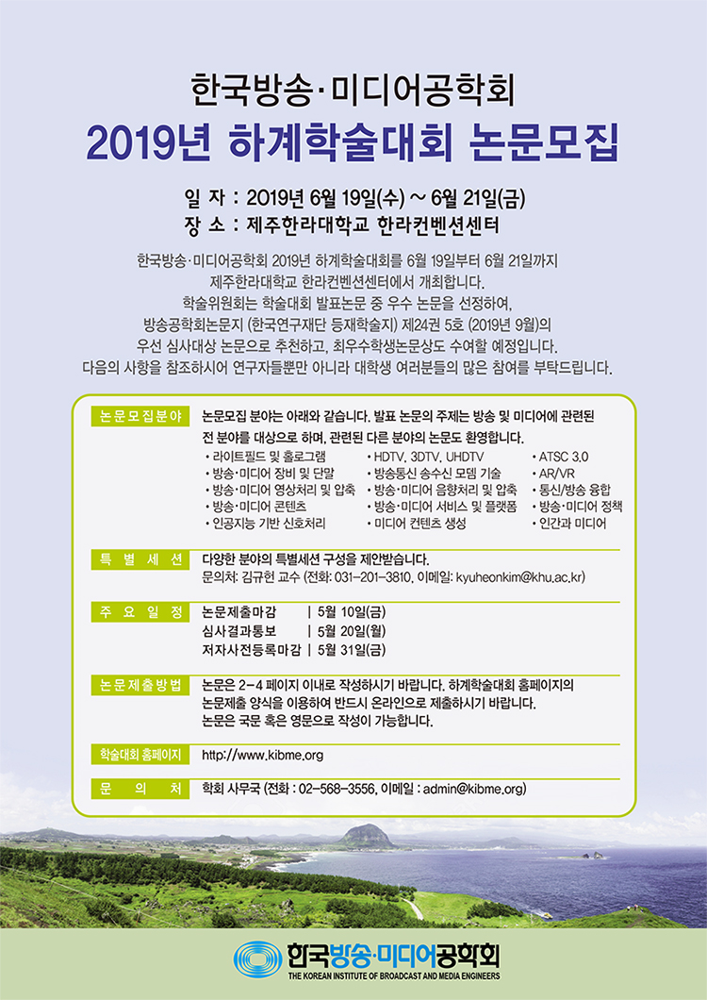 한국방송·미디어공학회
2019년 하계학술대회 논문모집
일 자 : 2019년 6월 19일(수) ~ 6월 21일(금)
장 소 : 제주한라대학교 한라컨벤션센터
한국방송·미디어공학회 2019년 하계학술대회를 6월 19일부터 6월 21일까지
제주한라대학교 한라컨벤션센터에서 개최합니다.
학술위원회는 학술대회 발표논문 중 우수 논문을 선정하여,
방송공학회논문지 (한국연구재단 등재학술지) 제24권 5호 (2019년 9월)의
우선 심사대상 논문으로 추천하고, 최우수학생논문상도 수여할 예정입니다.
다음의 사항을 참조하시어 연구자들뿐만 아니라 대학생 여러분들의 많은 참여를 부탁드립니다.
논문모집분야 논문모집 분야는 아래와 같습니다. 발표 논문의 주제는 방송 및 미디어에 관련된
전 분야를 대상으로 하며, 관련된 다른 분야의 논문도 환영합니다.
• 라이트필드 및 홀로그램 • HDTV, 3DTV, UHDTV • ATSC 3.0
• 방송·미디어 장비 및 단말 • 방송통신 송수신 모뎀 기술 • AR/VR
• 방송·미디어 영상처리 및 압축 • 방송·미디어 음향처리 및 압축 • 통신/방송 융합
• 방송·미디어 콘텐츠 • 방송·미디어 서비스 및 플랫폼 • 방송·미디어 정책
• 인공지능 기반 신호처리 • 미디어 컨텐츠 생성 • 인간과 미디어
특 별 세 션 다양한 분야의 특별세션 구성을 제안받습니다.
문의처: 김규헌 교수 (전화: 031-201-3810, 이메일: kyuheonkim@khu.ac.kr)
주 요 일 정 논문제출마감 | 5월 10일(금)
심사결과통보 | 5월 20일(월)
저자사전등록마감 | 5월 31일(금)
논문제출방법 논문은 2-4 페이지 이내로 작성하시기 바랍니다. 하계학술대회 홈페이지의
논문제출 양식을 이용하여 반드시 온라인으로 제출하시기 바랍니다.
논문은 국문 혹은 영문으로 작성이 가능합니다.
학술대회 홈페이지 http://www.kibme.org
문 의 처 학회 사무국 (전화 : 02-568-3556, 이메일 : admin@kibme.org)
한국방송·미디어공학회
THE KOREAN INSTITUTE OF BROADCAST AND MEDIA ENGINEERS